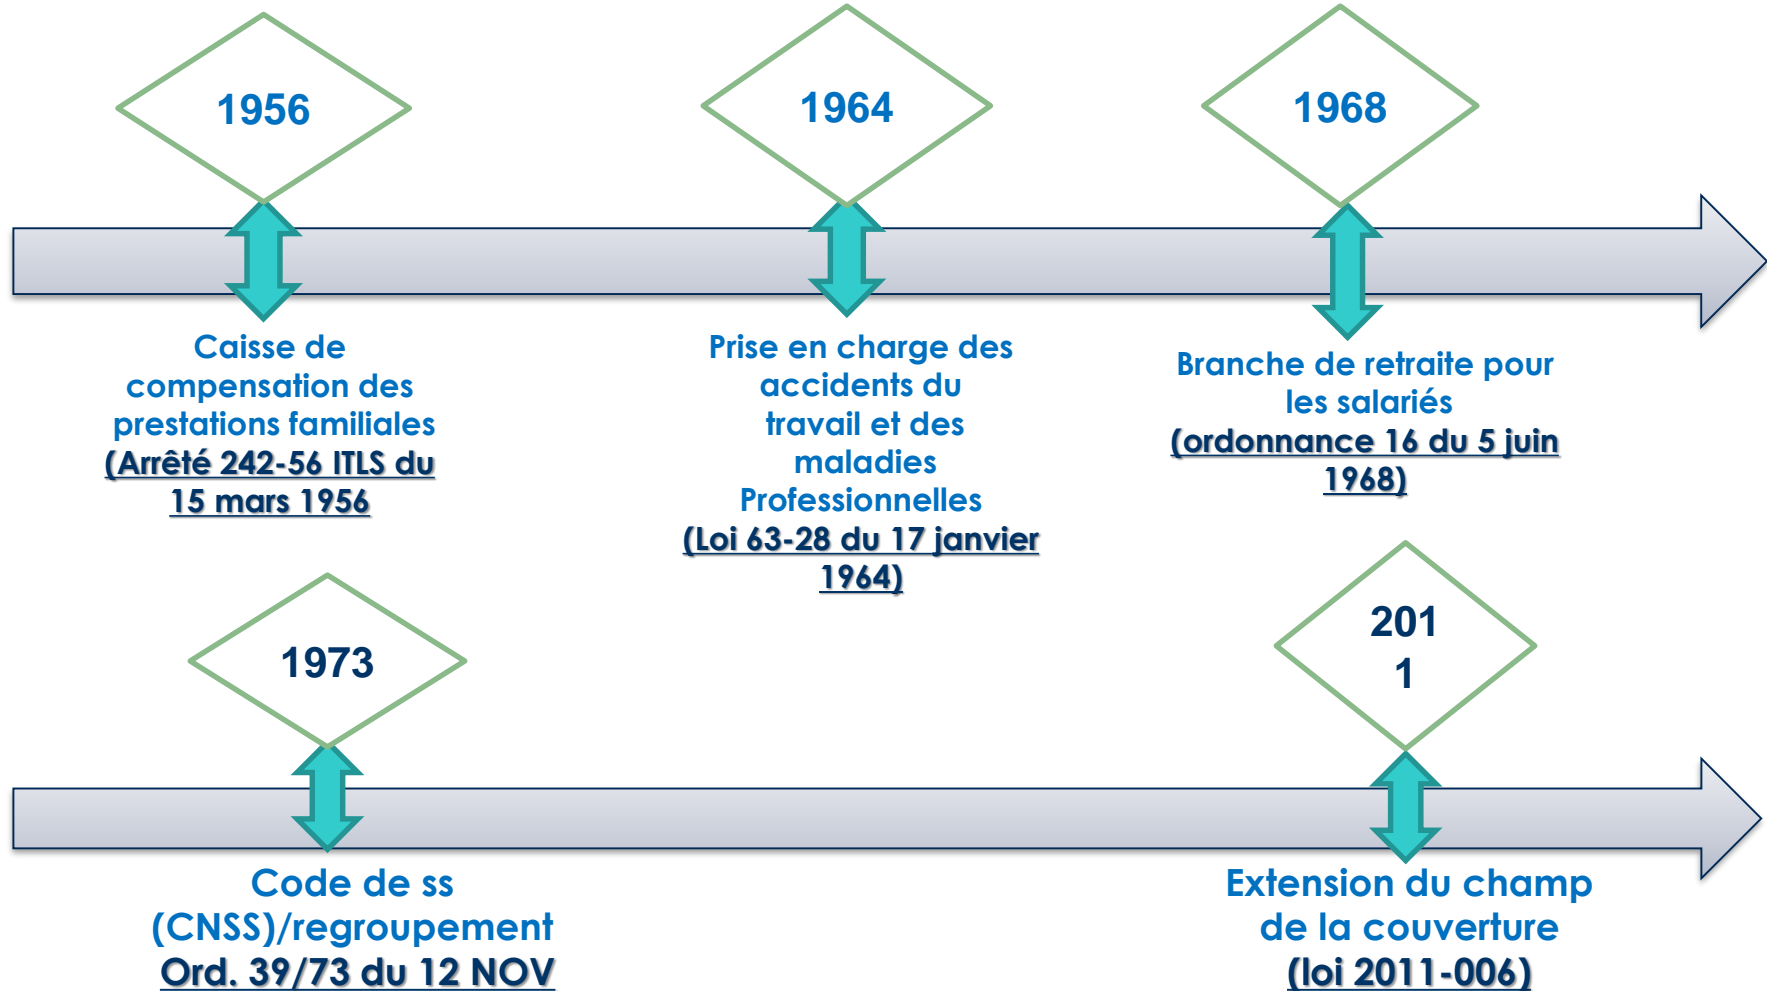 1956
1964
1968
Caisse de
compensation des
prestations familiales
(Arrêté 242-56 ITLS du
15 mars 1956
Prise en charge des
accidents du
travail et des
maladies
Professionnelles
(Loi 63-28 du 17 janvier
1964)
Branche de retraite pour
les salariés
(ordonnance 16 du 5 juin
1968)
1973
201
1
Code de ss
(CNSS)/regroupement
Ord. 39/73 du 12 NOV
Extension du champ
de la couverture
(loi 2011-006)